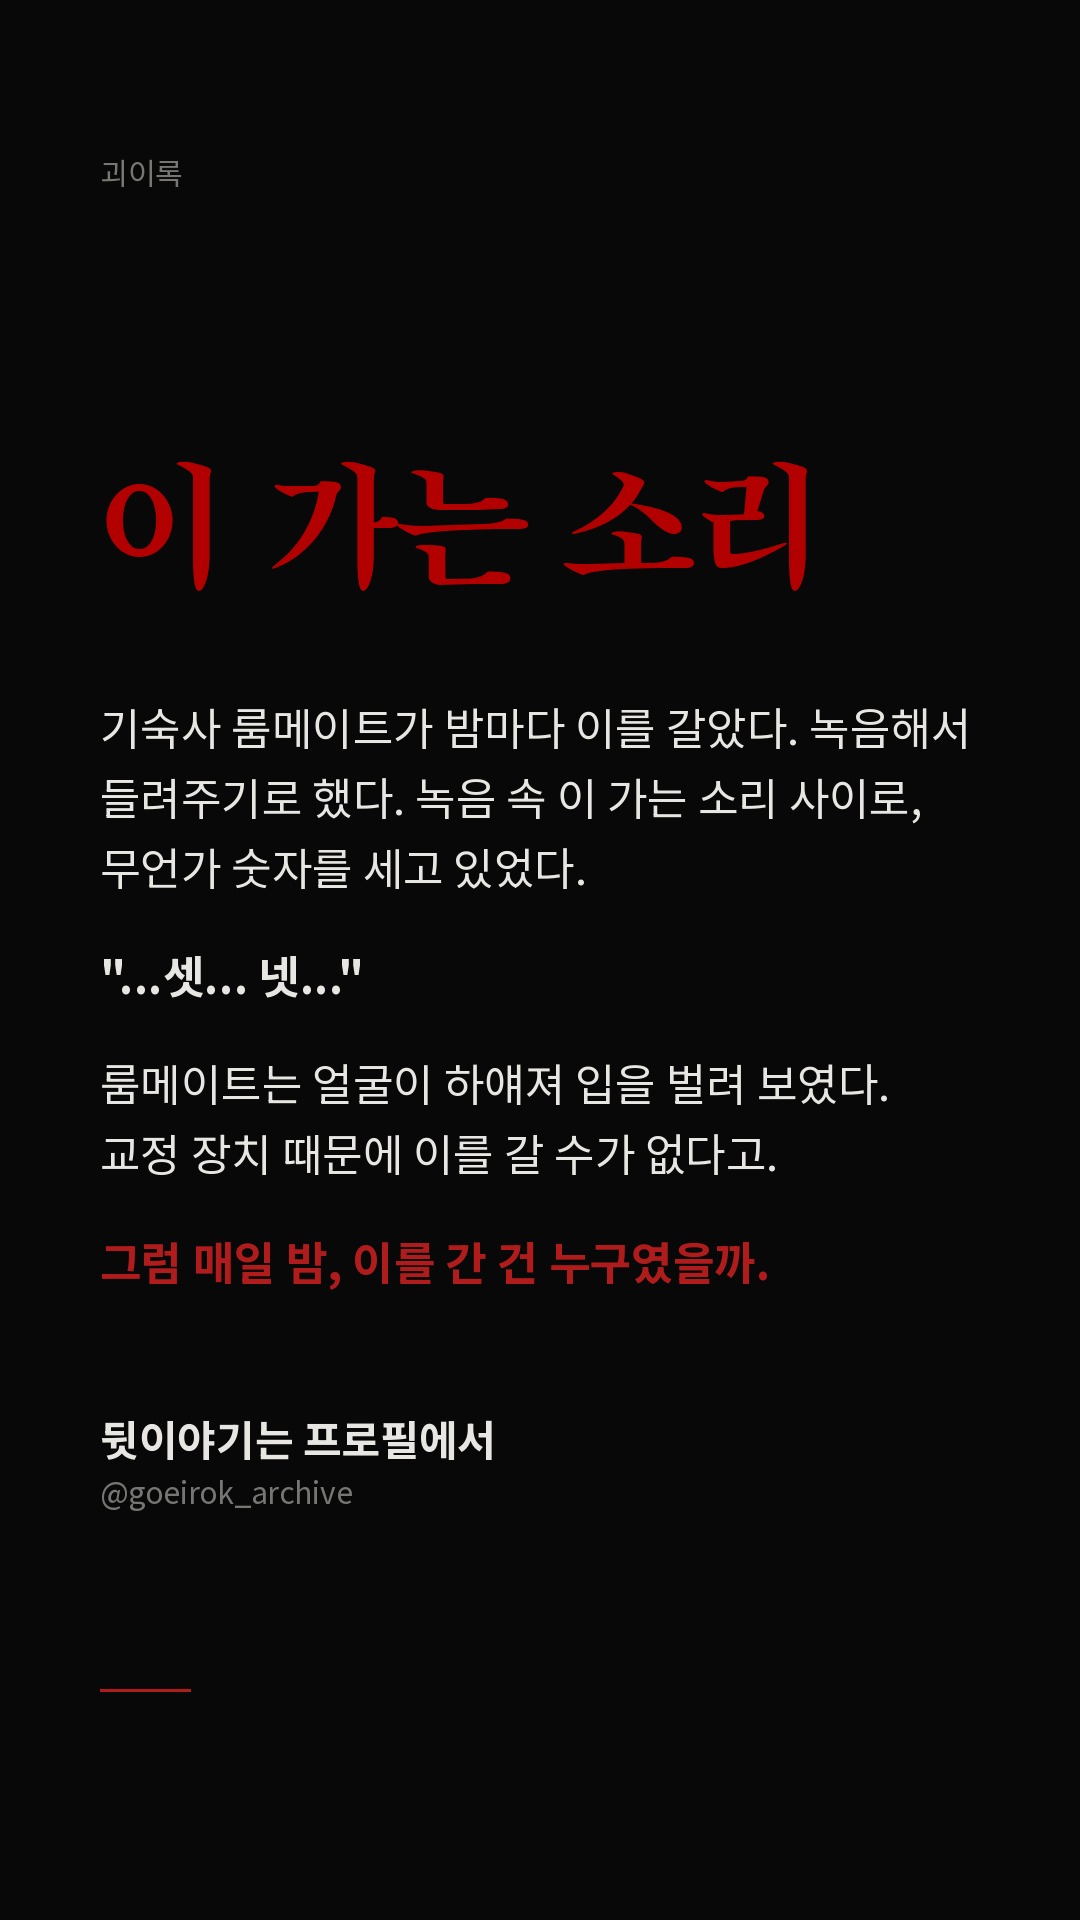 괴이록
이 가는 소리
기숙사 룸메이트가 밤마다 이를 갈았다. 녹음해서
들려주기로 했다. 녹음 속 이 가는 소리 사이로,
무언가 숫자를 세고 있었다.
"...셋... 넷..."
룸메이트는 얼굴이 하얘져 입을 벌려 보였다.
교정 장치 때문에 이를 갈 수가 없다고.
그럼 매일 밤, 이를 간 건 누구였을까.
뒷이야기는 프로필에서
@goeirok_archive